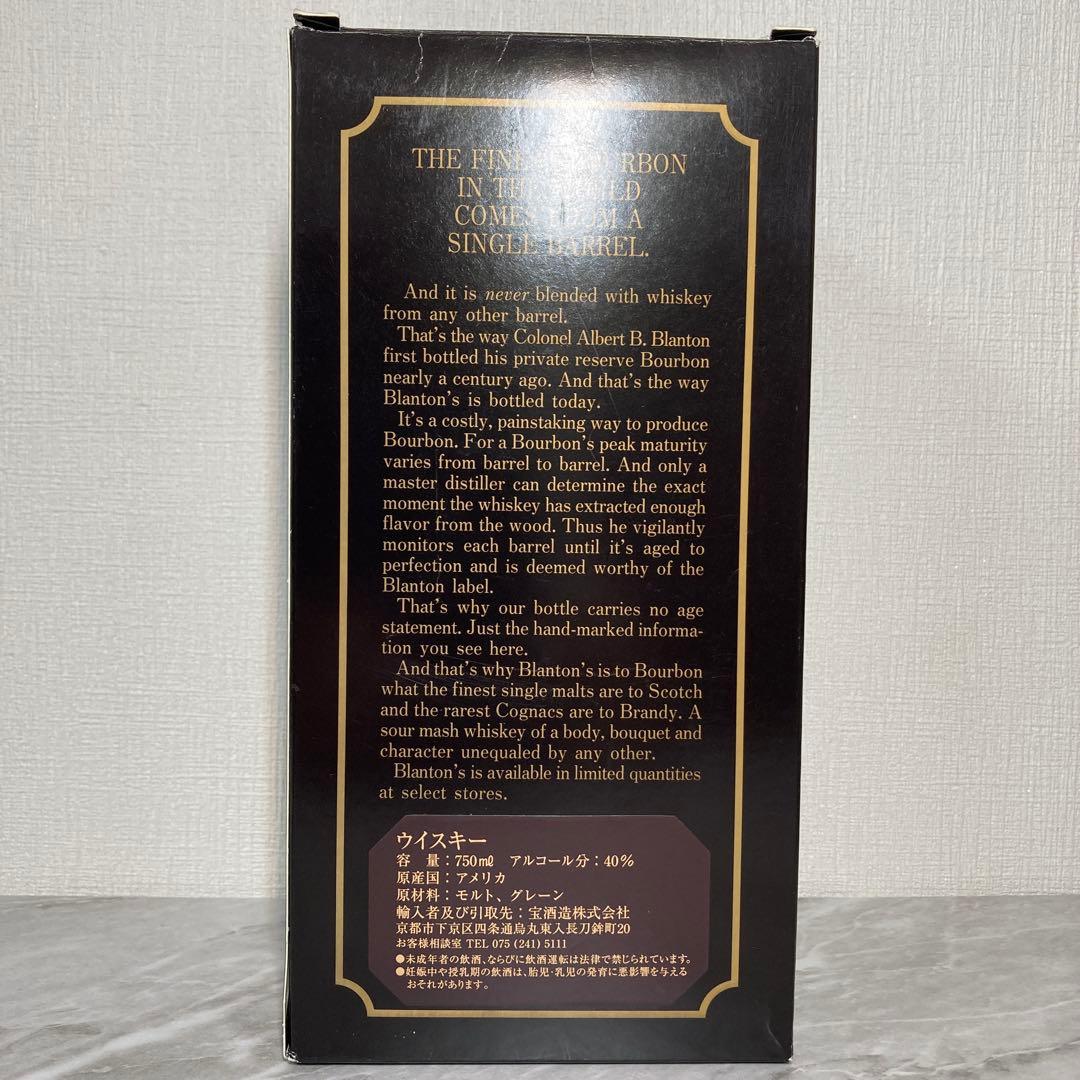 THE FINEST BOURBON
IN THE WORLD
COMES FROM A
SINGLE BARREL.
And it is never blended with whiskey
from any other barrel.
That's the way Colonel Albert B. Blanton
first bottled his private reserve Bourbon
nearly a century ago. And that's the way
Blanton's is bottled today.
It's a costly, painstaking way to produce
Bourbon. For a Bourbon's peak maturity
varies from barrel to barrel. And only a
master distiller can determine the exact
moment the whiskey has extracted enough
flavor from the wood. Thus he vigilantly
monitors each barrel until it's aged to
perfection and is deemed worthy of the
Blanton label.
That's why our bottle carries no age
statement. Just the hand-marked informa-
tion you see here.
And that's why Blanton's is to Bourbon
what the finest single malts are to Scotch
and the rarest Cognacs are to Brandy. A
sour mash whiskey of a body, bouquet and
character unequaled by any other.
Blanton's is available in limited quantities
at select stores.
ウイスキー
容 量:750mℓ アルコール分:40%
原産国:アメリカ
原材料:モルト、グレーン
輸入者及び引取先:宝酒造株式会社
京都市下京区四条通烏丸東入長刀鉾町20
お客様相談室 TEL 075 (241) 5111
●未成年者の飲酒、ならびに飲酒運転は法律で禁じられています。
●妊娠中や授乳期の飲酒は、胎児・乳児の発育に悪影響を与える
おそれがあります。